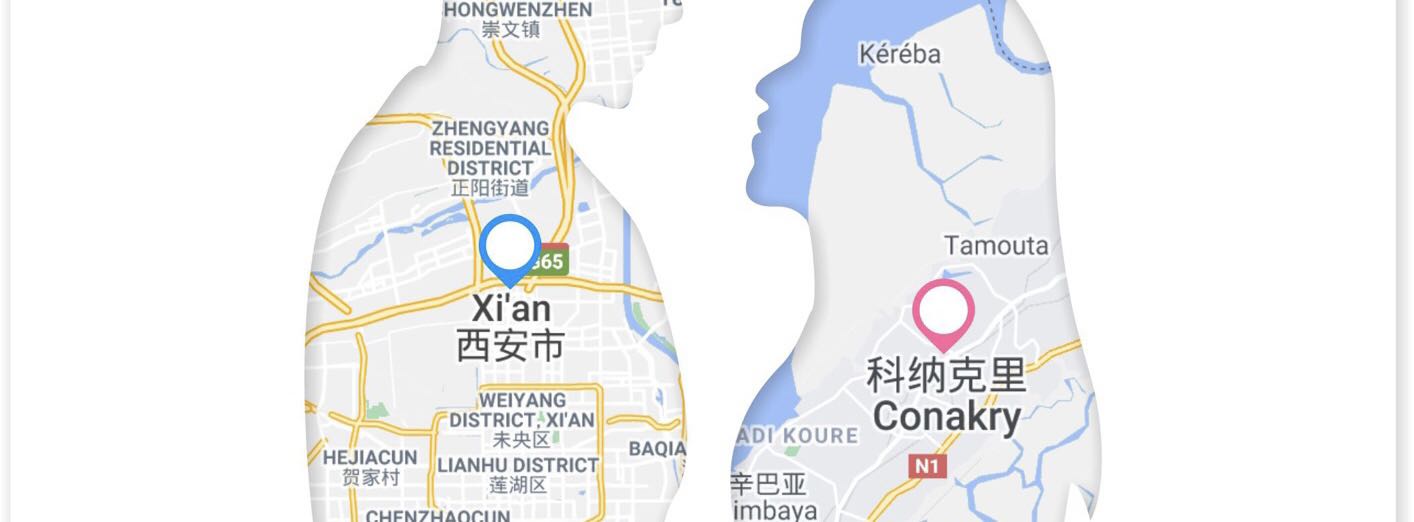 HONGWENZHEN
崇文镇
ZHENGYANG
RESIDENTIAL
DISTRICT
正阳街道
G65
Xi'an
西安市
WEIYANG
DISTRICT, XI'AN
未央区
BAQIA
HEJIACUN
贺家村
LIANHU DISTRICT
莲湖区
CHENZHAOCUN
Kéréba
Tamouta
科纳克里
Conakry
ADI KOURE
N1
辛巴亚
imbaya